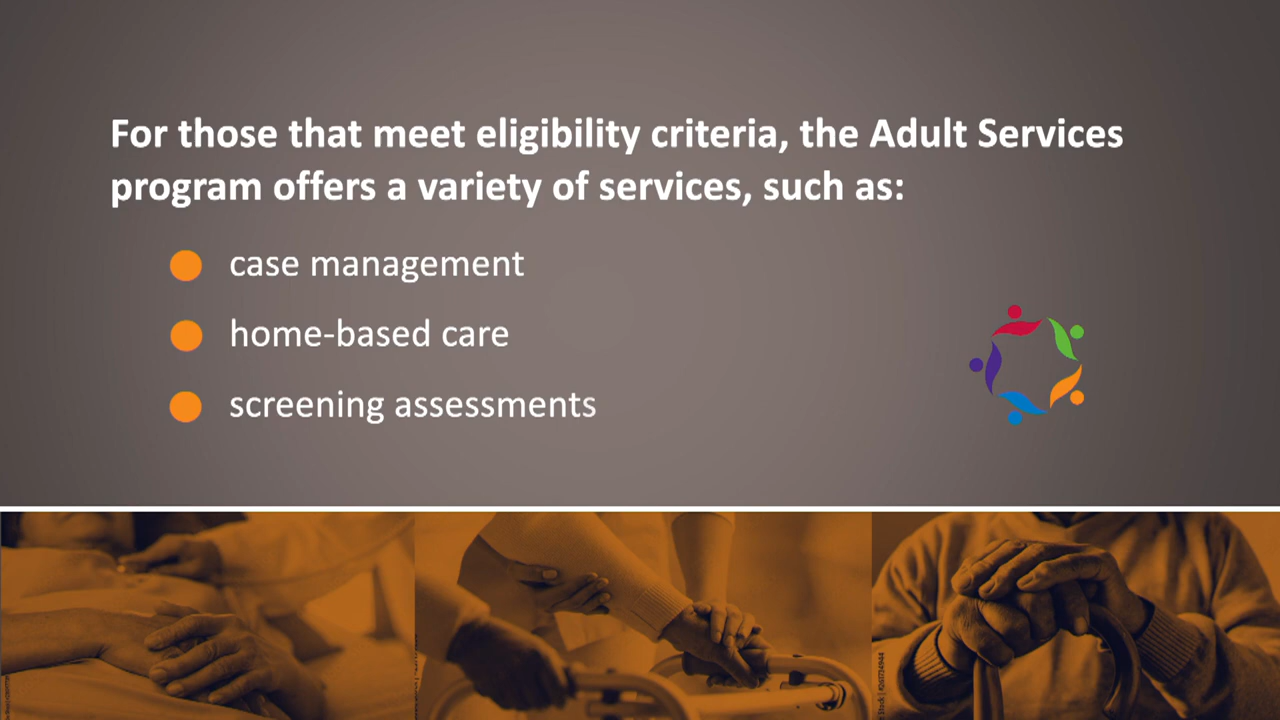 For those that meet eligibility criteria, the Adult Services
program offers a variety of services, such as:
case management
home-based care
screening assessments